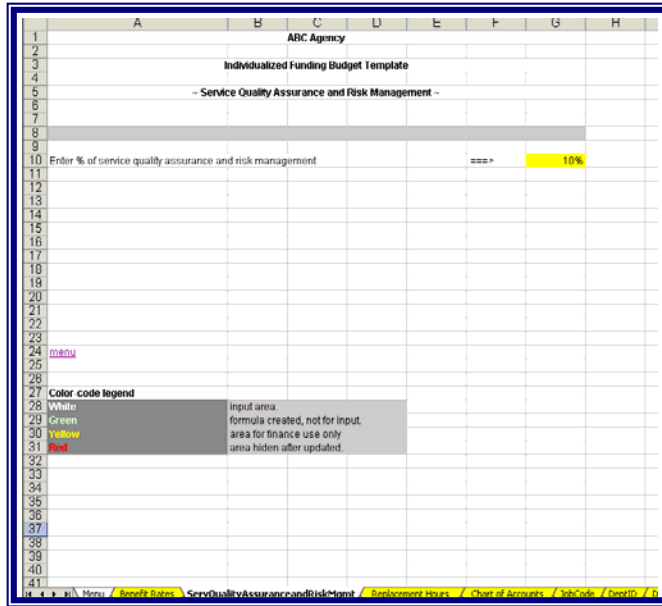 A B C D E F G H
1 ABC Agency
2
3 Individualized Funding Budget Template
4
5 ~ Service Quality Assurance and Risk Management ~
6
7
8
9
10 Enter % of service quality assurance and risk management ===> 10%
11
12
13
14
15
16
17
18
19
20
21
22
23
24 menu
25
26
27 Color-code legend
28 White input area.
29 Green formula created, not for input.
30 Yellow area for finance use only
31 Red area hiden after updated.
32
33
34
35
36
37
38
39
40
41
Menu / Benefit Rates \ ServQualityAssuranceandRiskMgmt / Replacement Hours / Chart of Accounts / JobCode / DeptID / D